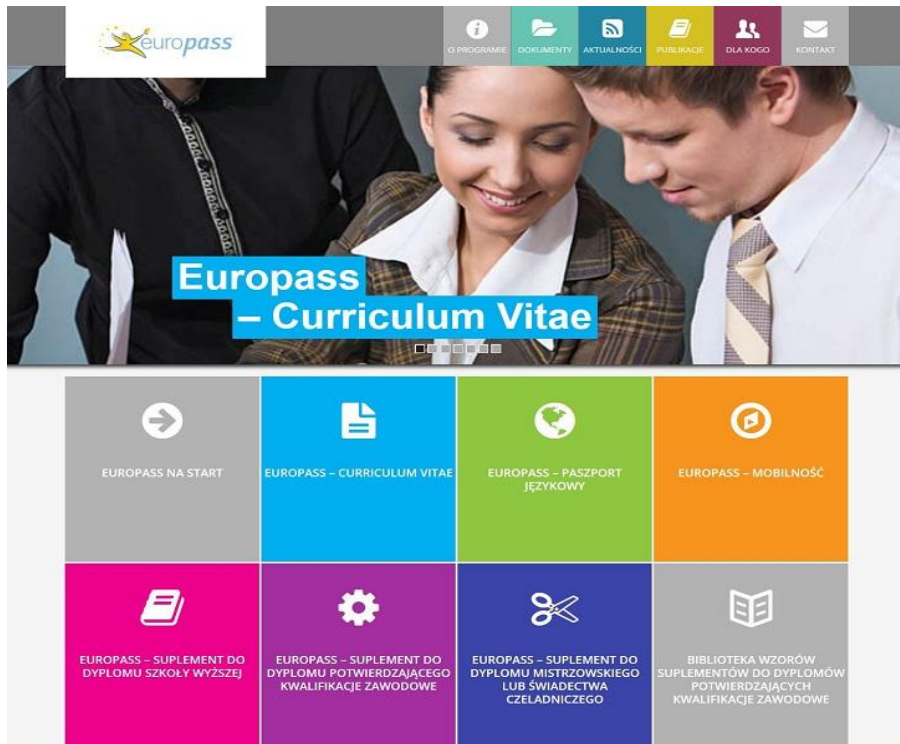 europass
O PROGRAMIE
DOKUMENTY
AKTUALNOŚCI
PUBLIKACJE
DLA KOGO
KONTAKT
Europass
– Curriculum Vitae
EUROPASS NA START
EUROPASS – CURRICULUM VITAE
EUROPASS – PASZPORT
JĘZYKOWY
EUROPASS – MOBILNOŚĆ
EUROPASS – SUPLEMENT DO
DYPLOMU SZKOŁY WYŻSZEJ
EUROPASS – SUPLEMENT DO
DYPLOMU POTWIERDZAJĄCEGO
KWALIFIKACJE ZAWODOWE
EUROPASS – SUPLEMENT DO
DYPLOMU MISTRZOWSKIEGO
LUB ŚWIADECTWA
CZELADNICZEGO
BIBLIOTEKA WZORÓW
SUPLEMENTÓW DO DYPLOMÓW
POTWIERDZAJĄCYCH
KWALIFIKACJE ZAWODOWE